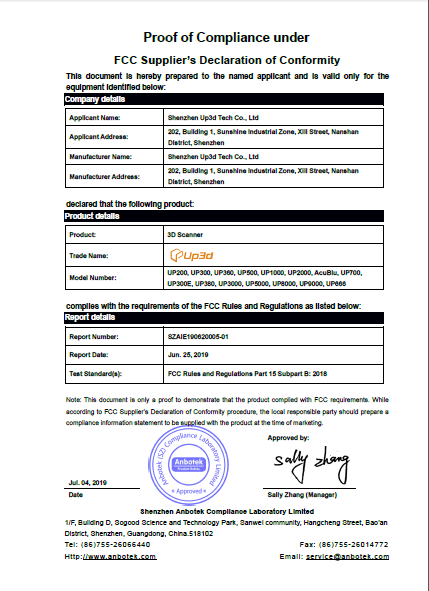 Proof of Compliance under
FCC Supplier's Declaration of Conformity
This document is hereby prepared to the named applicant and is valid only for the
equipment identified below:
Company details
Applicant Name: Shenzhen Up3d Tech Co., Ltd
Applicant Address: 202, Building 1, Sunshine Industrial Zone, Xili Street, Nanshan
District, Shenzhen
Manufacturer Name: Shenzhen Up3d Tech Co., Ltd
Manufacturer Address: 202, Building 1, Sunshine Industrial Zone, Xili Street, Nanshan
District, Shenzhen
declared that the following product:
Product details
Product: 3D Scanner
Trade Name: Up3d
Model Number: UP200, UP300, UP360, UP500, UP1000, UP2000, AcuBlu, UP700,
UP300E, UP380, UP3000, UP5000, UP8000, UP9000, UP666
complies with the requirements of the FCC Rules and Regulations as listed below:
Report details
Report Number: SZAIE190620005-01
Report Date: Jun. 25, 2019
Test Standard(s): FCC Rules and Regulations Part 15 Subpart B: 2018
Note: This document is only a proof to demonstrate that the product complied with FCC requirements. While
according to FCC Supplier's Declaration of Conformity procedure, the local responsible party should prepare a
compliance information statement to be supplied with the product at the time of marketing.
Anbotek (SZ) Compliance Laboratory Limited
Anbotek
Product Safety
* Approved *
Approved by:
Sally zhang
Jul. 04, 2019
Date Sally Zhang (Manager)
Shenzhen Anbotek Compliance Laboratory Limited
1/F, Building D, Sogood Science and Technology Park, Sanwei community, Hangcheng Street, Bao'an
District, Shenzhen, Guangdong, China.518102
Tel: (86)755-26066440 Fax: (86)755-26014772
Http://www.anbotek.com Email: service@anbotek.com